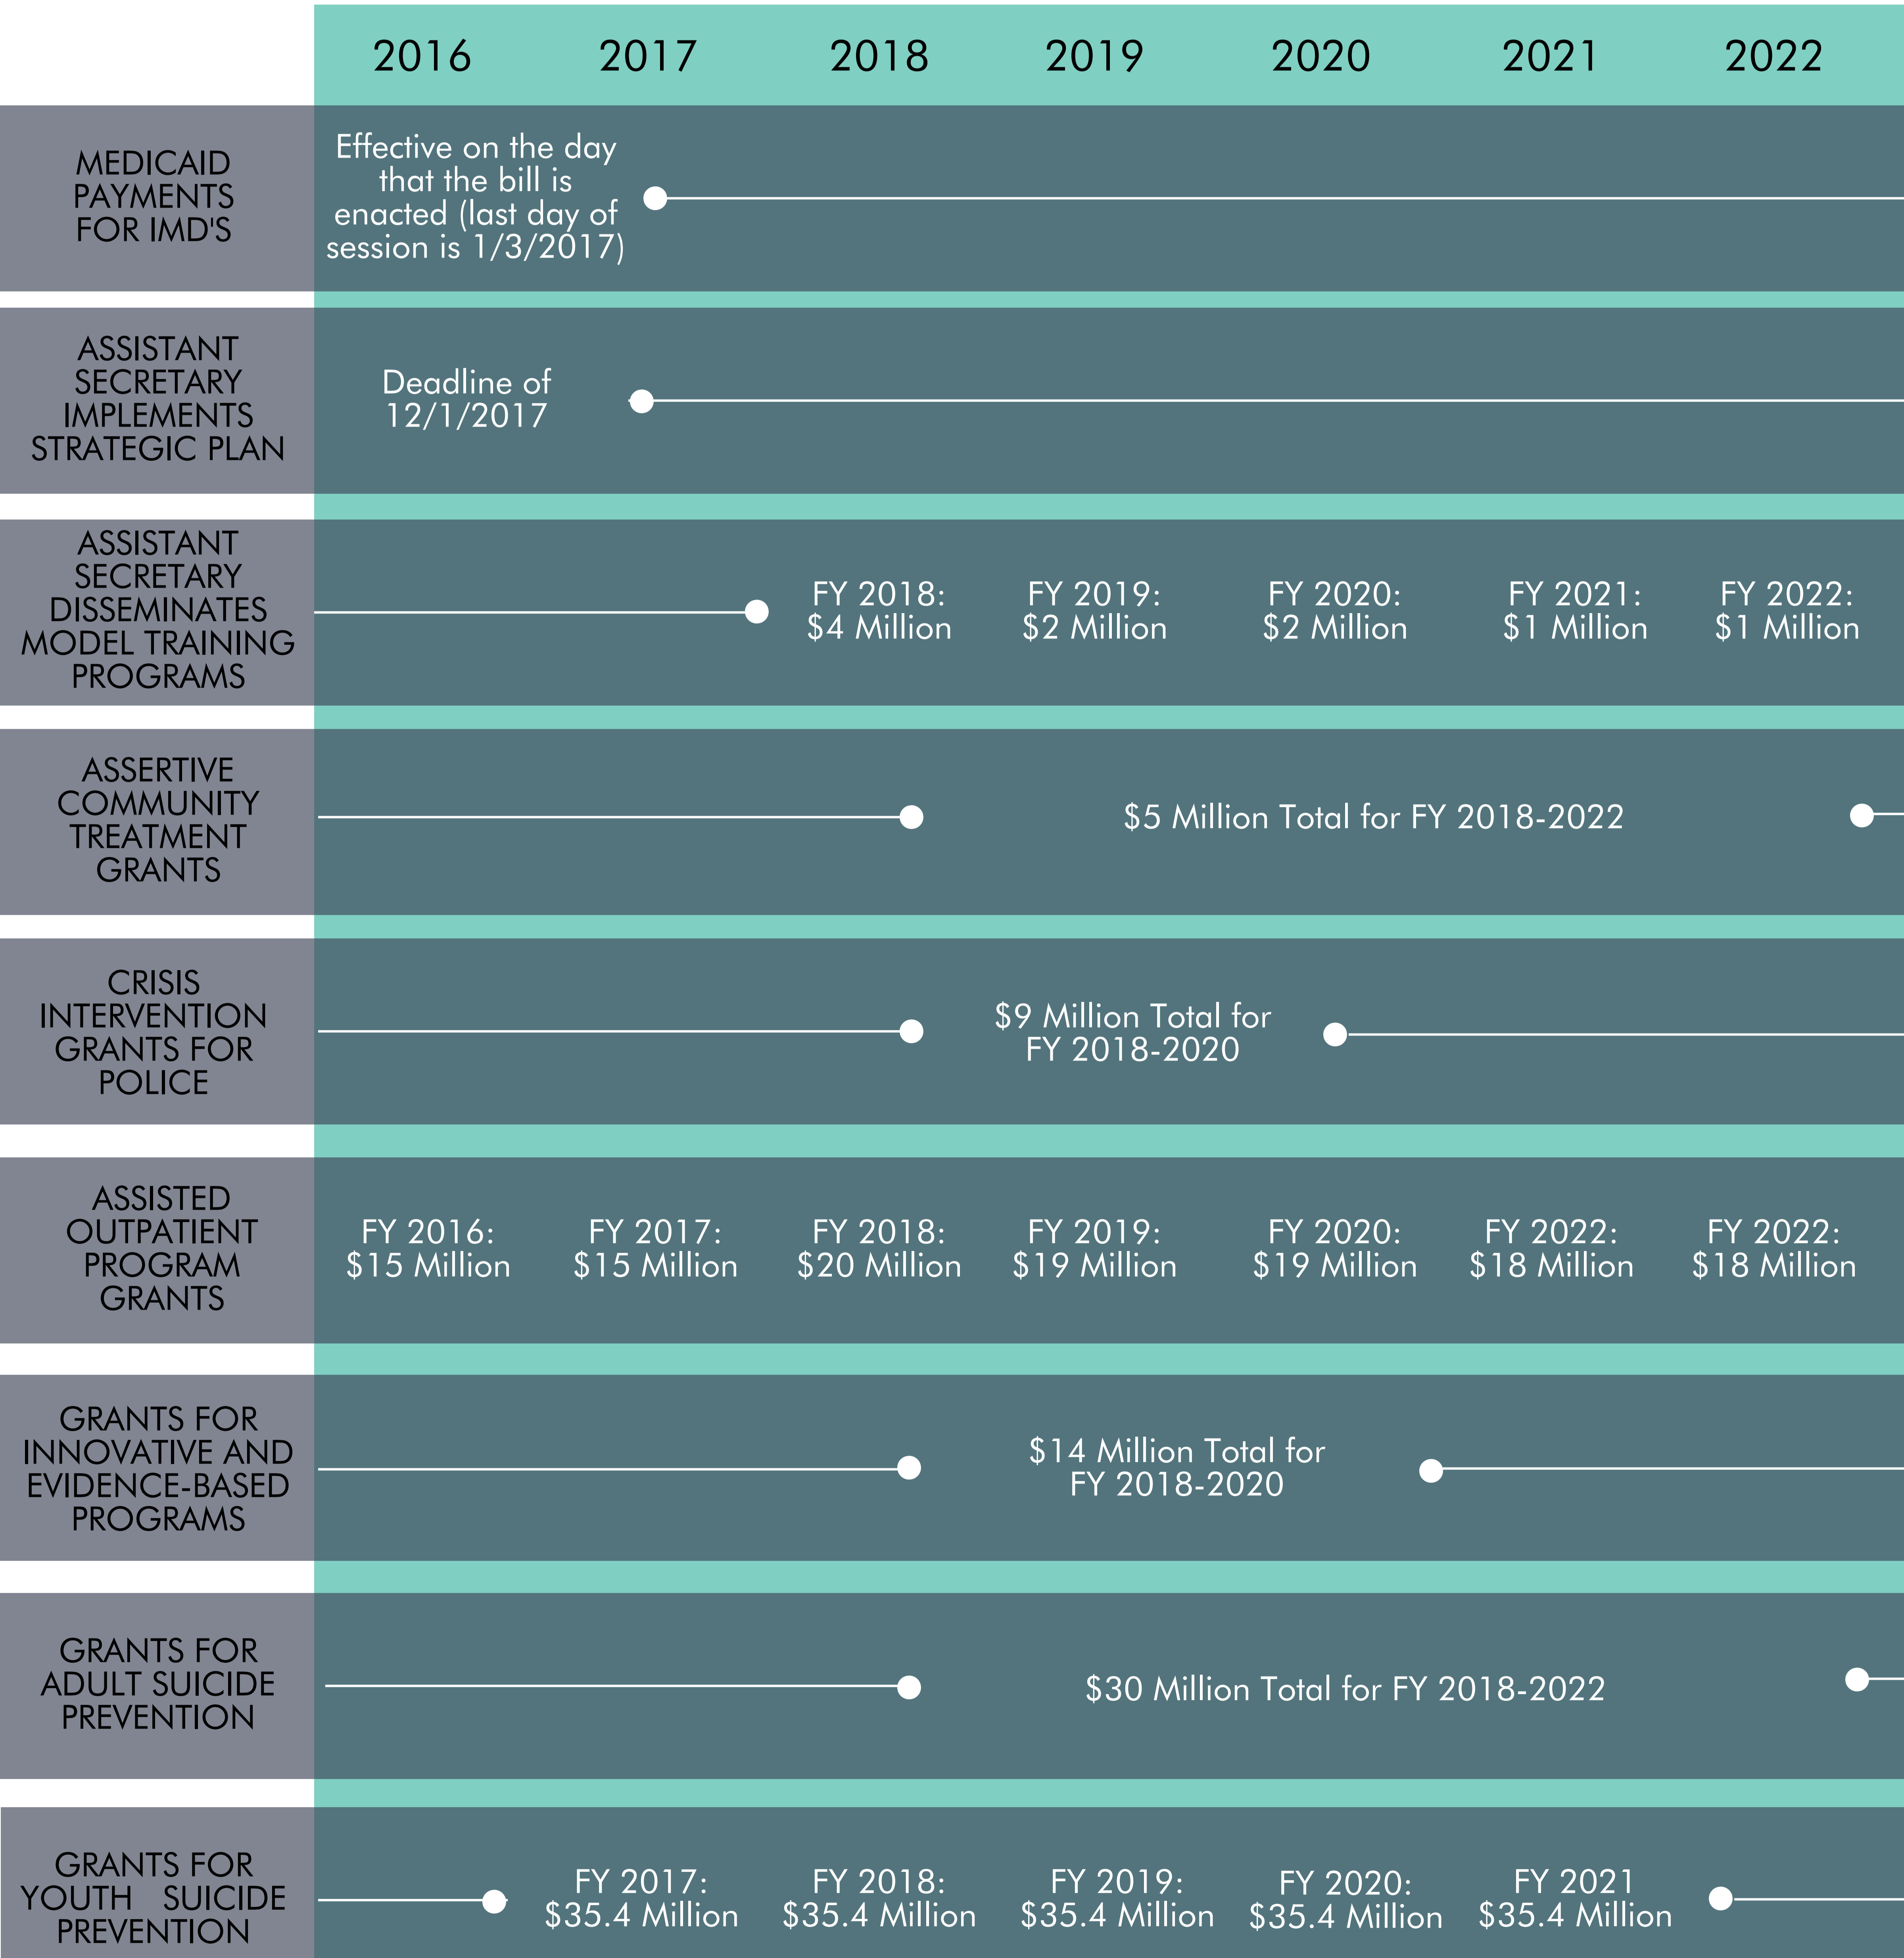 2016 2017 2018 2019 2020 2021 2022
MEDICAID
PAYMENTS
FOR IMD'S
Effective on the day
that the bill is
enacted (last day of
session is 1/3/2017)
ASSISTANT
SECRETARY
IMPLEMENTS
STRATEGIC PLAN
Deadline of
12/1/2017
ASSISTANT
SECRETARY
DISSEMINATES
MODEL TRAINING
PROGRAMS
FY 2018:
$4 Million
FY 2019:
$2 Million
FY 2020:
$2 Million
FY 2021:
$1 Million
FY 2022:
$1 Million
ASSERTIVE
COMMUNITY
TREATMENT
GRANTS
$5 Million Total for FY 2018-2022
CRISIS
INTERVENTION
GRANTS FOR
POLICE
$9 Million Total for
FY 2018-2020
ASSISTED
OUTPATIENT
PROGRAM
GRANTS
FY 2016:
$15 Million
FY 2017:
$15 Million
FY 2018:
$20 Million
FY 2019:
$19 Million
FY 2020:
$19 Million
FY 2022:
$18 Million
FY 2022:
$18 Million
GRANTS FOR
INNOVATIVE AND
EVIDENCE-BASED
PROGRAMS
$14 Million Total for
FY 2018-2020
GRANTS FOR
ADULT SUICIDE
PREVENTION
$30 Million Total for FY 2018-2022
GRANTS FOR
YOUTH SUICIDE
PREVENTION
FY 2017:
$35.4 Million
FY 2018:
$35.4 Million
FY 2019:
$35.4 Million
FY 2020:
$35.4 Million
FY 2021
$35.4 Million